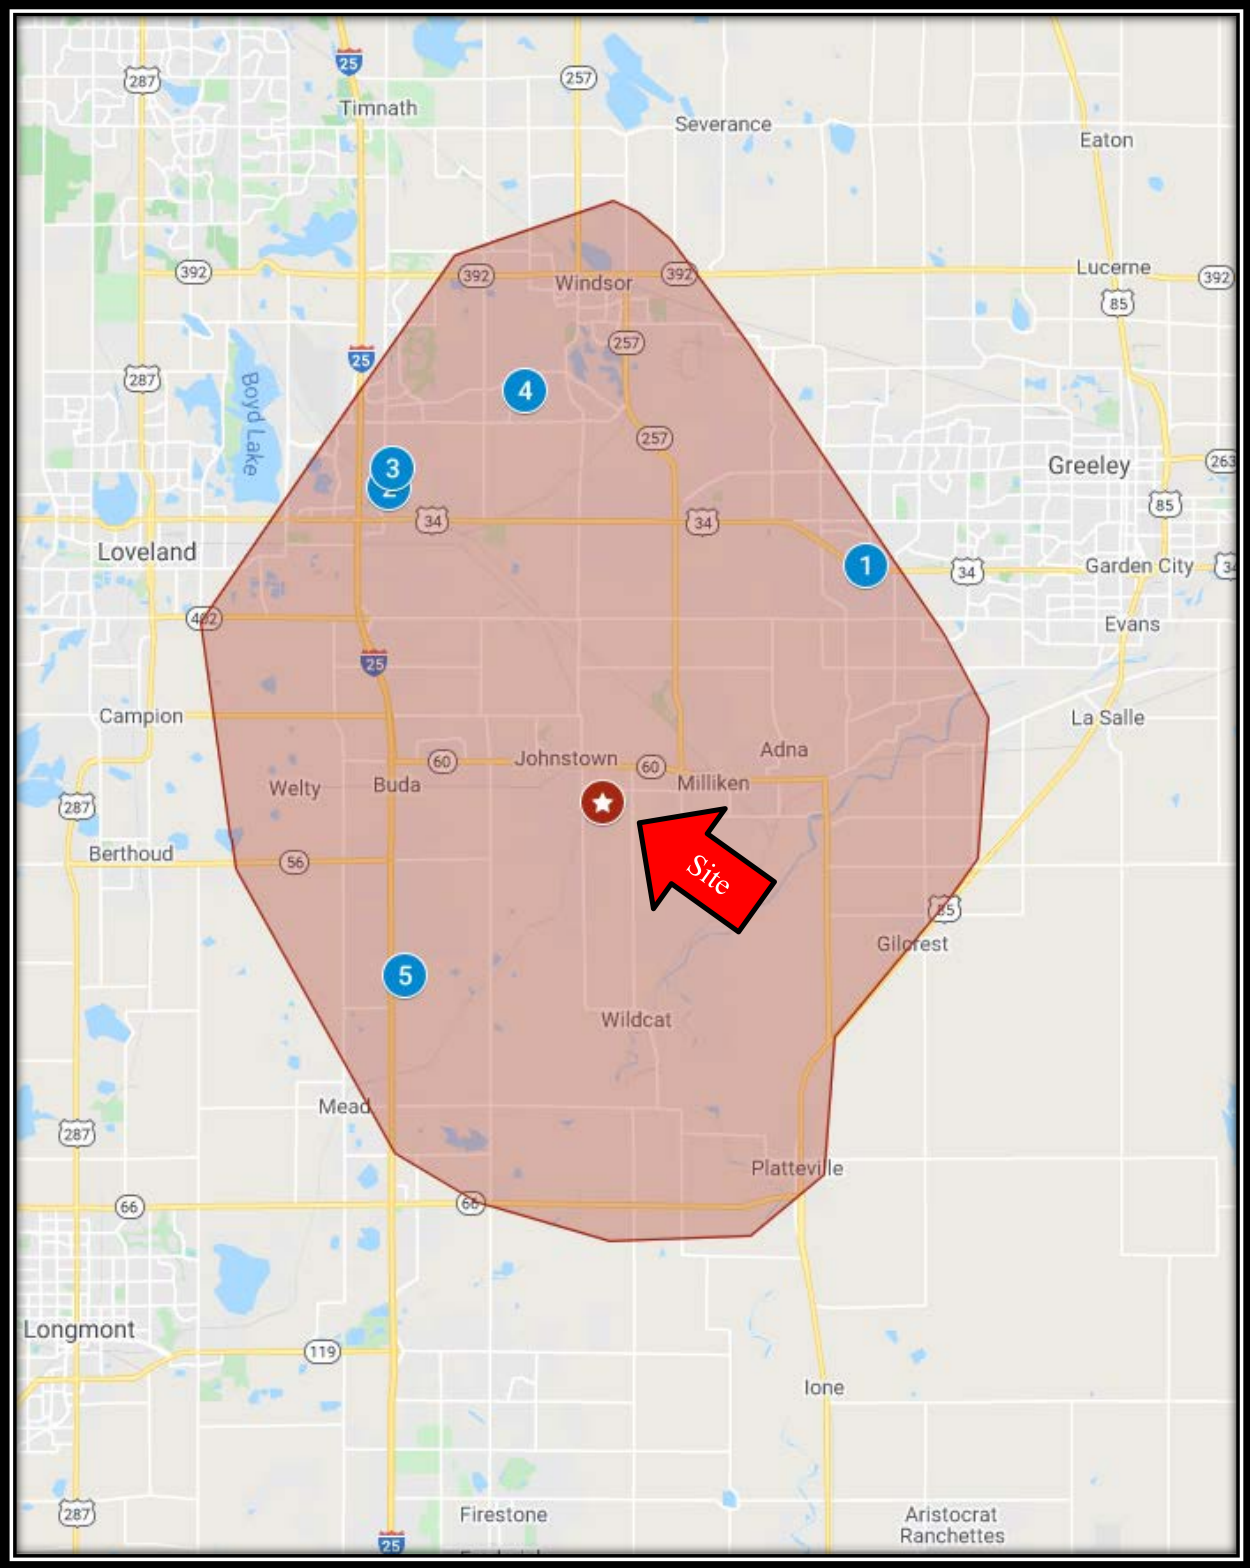 25
287
257
Timnath
Severance
Eaton
392
392
Windsor
392
Lucerne
392
85
257
25
287
4
Boyd Lake
257
3
2
Greeley
263
85
34
34
Loveland
1
34
Garden City
34
402
Evans
25
Campion
La Salle
Adna
Johnstown
60
60
Milliken
Welty
Buda
287
Site
Berthoud
56
85
Gilcrest
5
Wildcat
Mead
287
Platteville
66
66
Longmont
119
Ione
287
Firestone
Aristocrat
Ranchettes
25